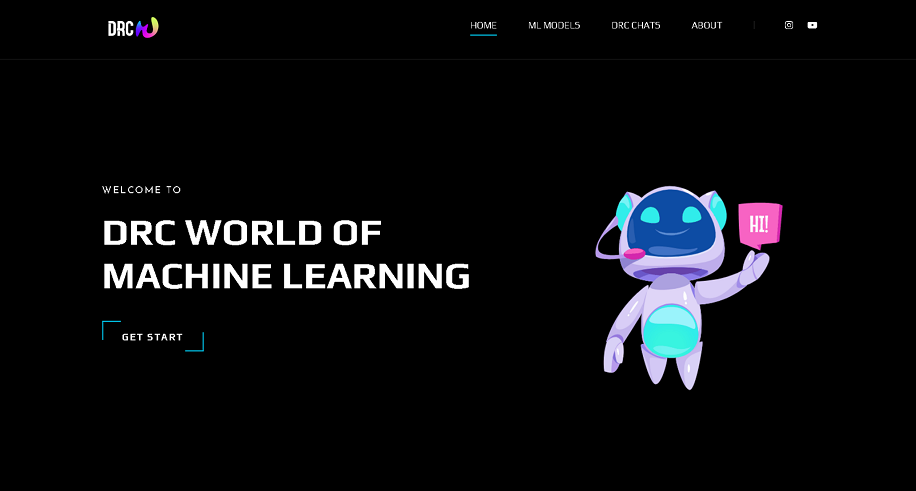 DRC
HOME
ML MODELS
DRC CHATS
ABOUT
WELCOME TO
DRC WORLD OF
MACHINE LEARNING
GET START
HI!